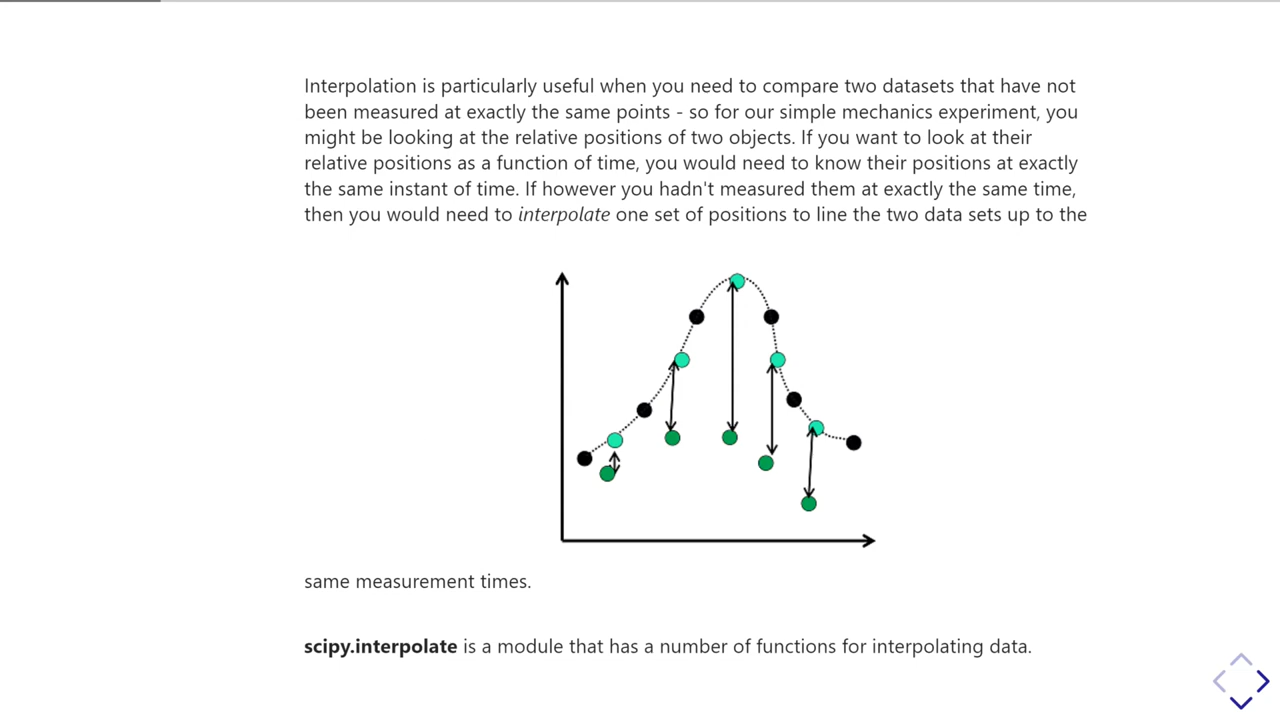 Interpolation is particularly useful when you need to compare two datasets that have not
been measured at exactly the same points - so for our simple mechanics experiment, you
might be looking at the relative positions of two objects. If you want to look at their
relative positions as a function of time, you would need to know their positions at exactly
the same instant of time. If however you hadn't measured them at exactly the same time,
then you would need to interpolate one set of positions to line the two data sets up to the
same measurement times.
scipy.interpolate is a module that has a number of functions for interpolating data.